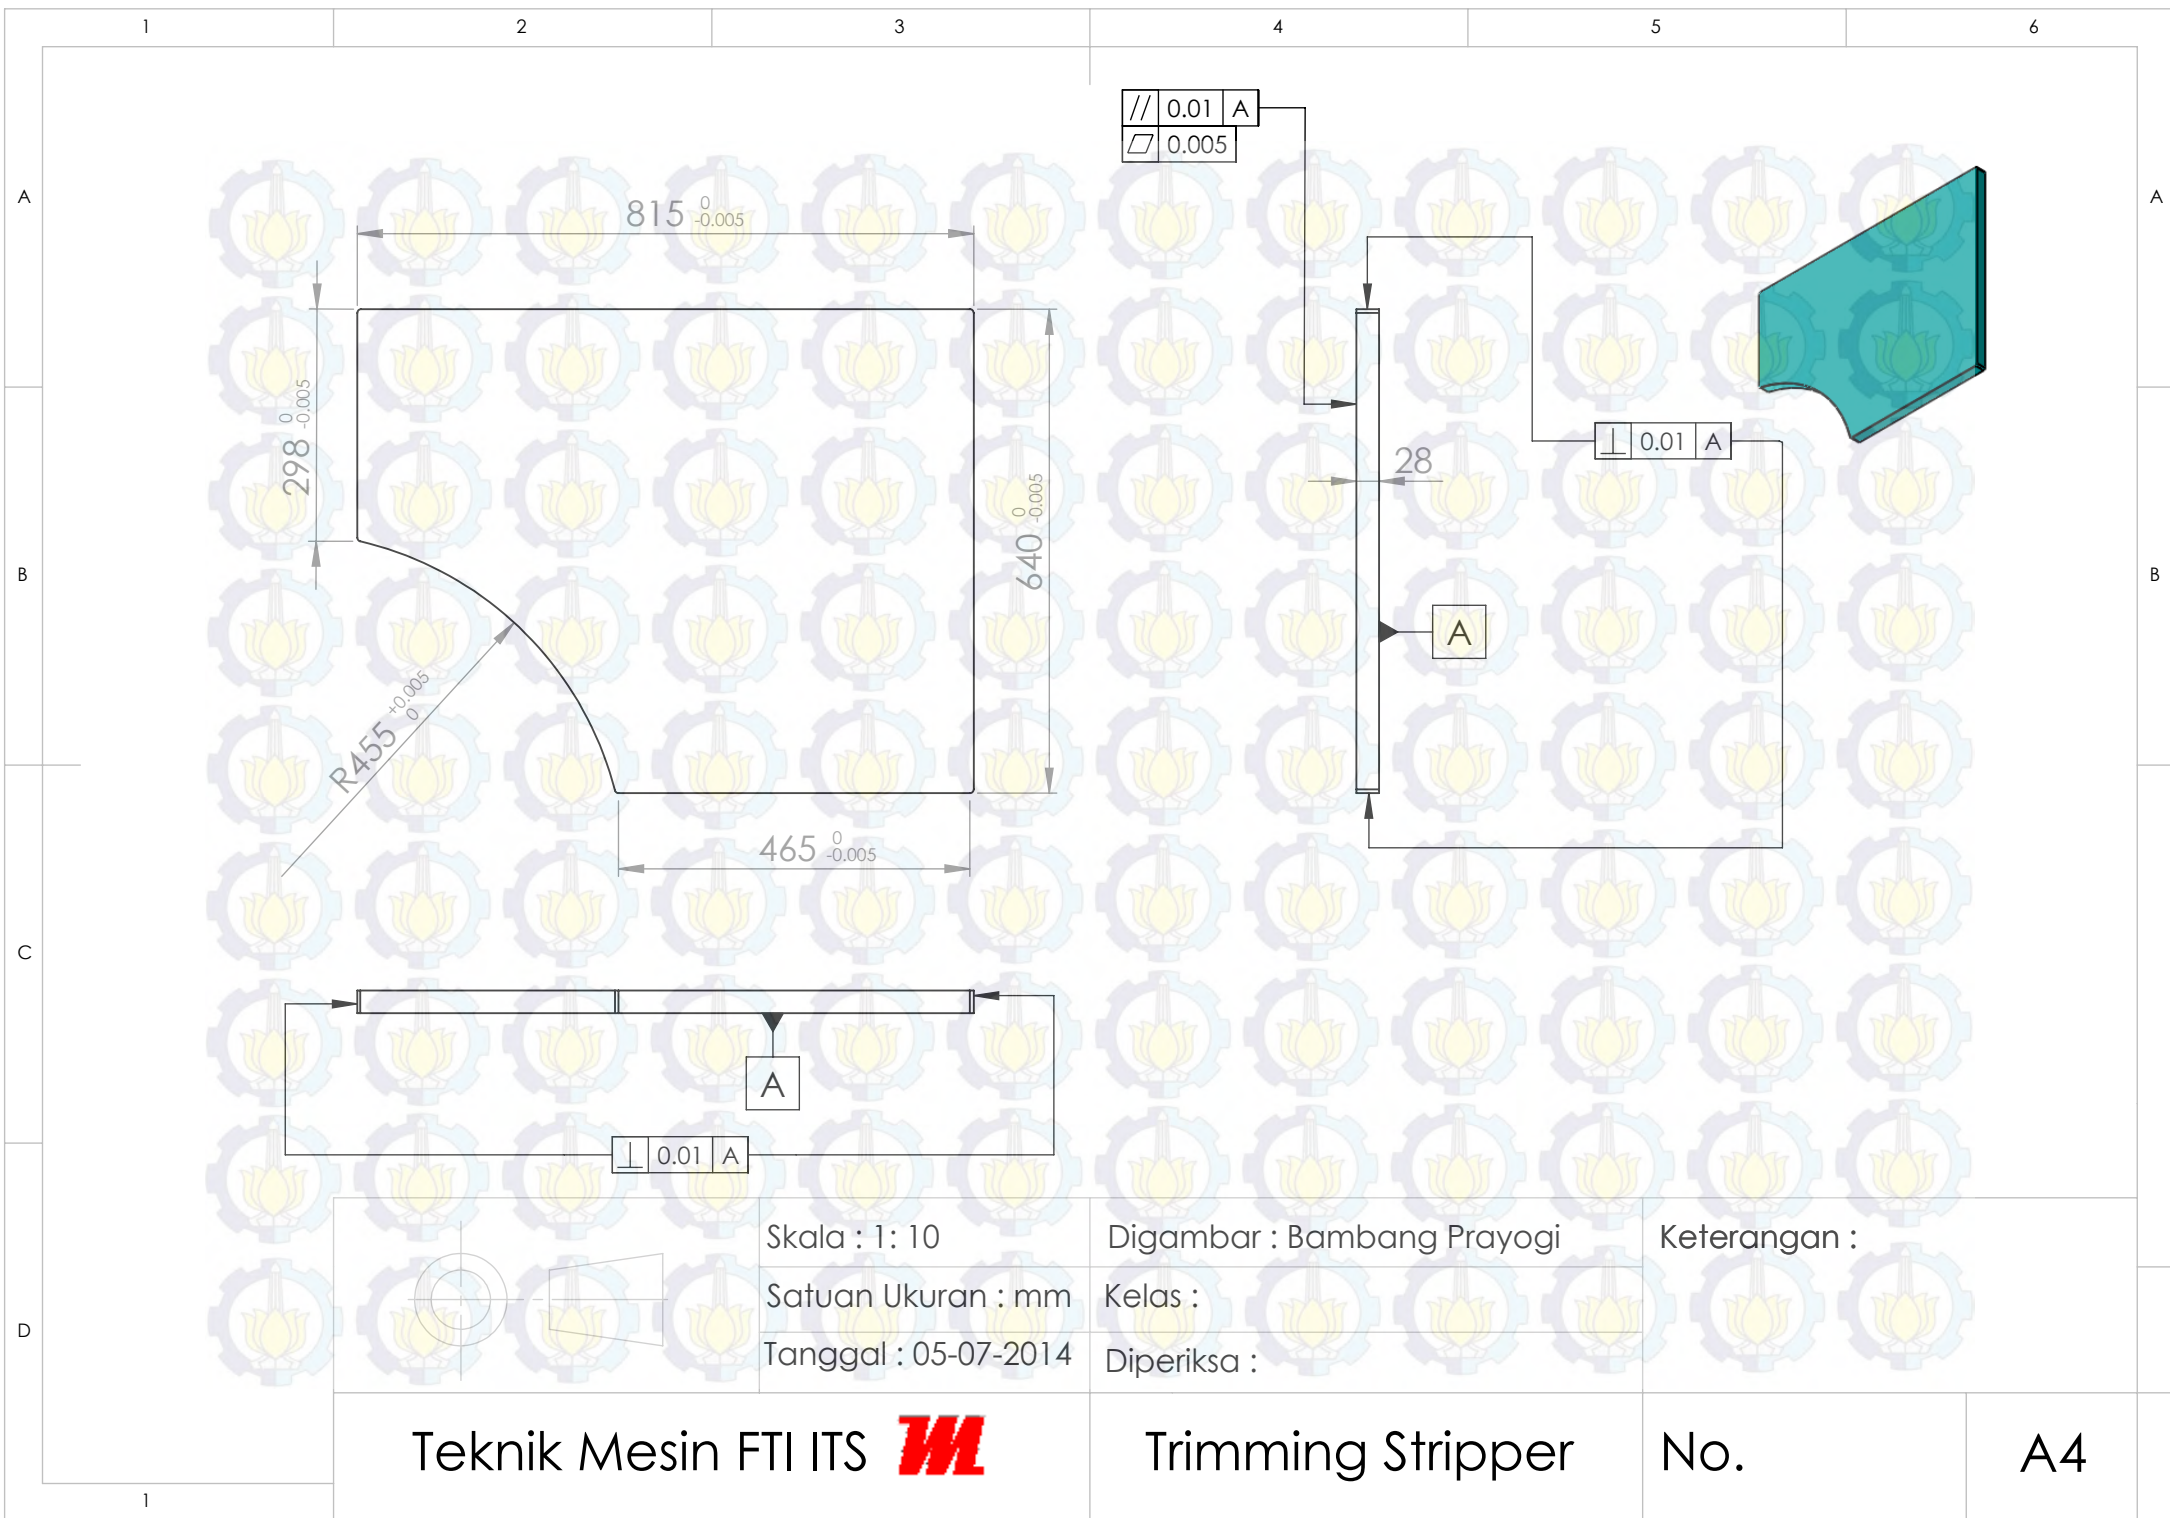 1 2 3 4 5 6
// 0.01 A
⏥ 0.005
A A
815 0 -0.005
298 0 -0.005
⊥ 0.01 A
28
640 0 -0.005
B B
A
R455 +0.005 0
465 0 -0.005
C
A
⊥ 0.01 A
Skala : 1: 10 Digambar : Bambang Prayogi Keterangan :
Satuan Ukuran : mm Kelas :
D
Tanggal : 05-07-2014 Diperiksa :
Teknik Mesin FTI ITS M Trimming Stripper No. A4
1